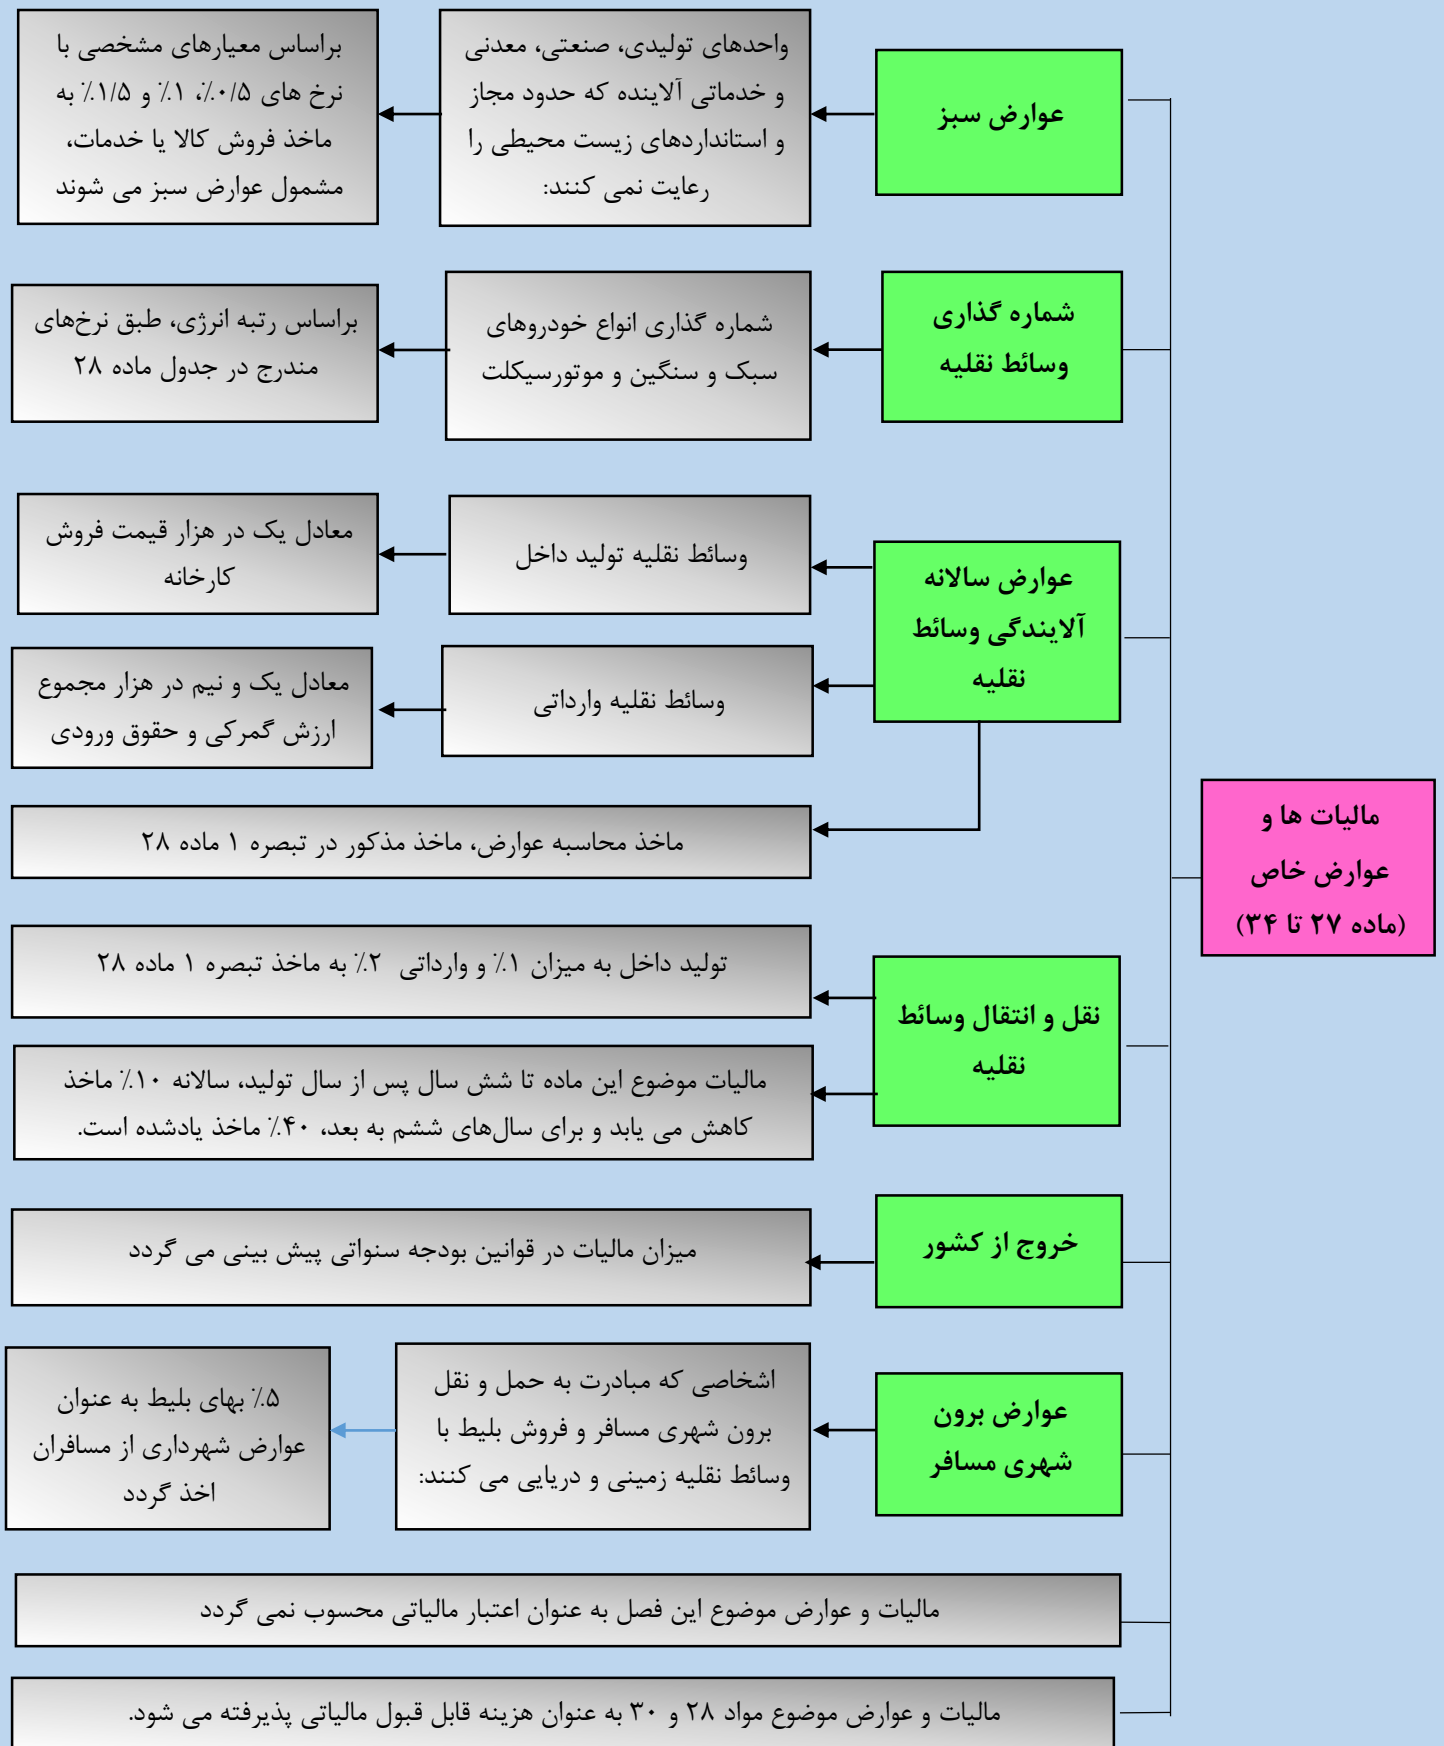 مالیات ها و
عوارض خاص
(ماده ۲۷ تا ۳۴)
عوارض سبز
واحدهای تولیدی، صنعتی، معدنی
و خدماتی آلاینده که حدود مجاز
و استانداردهای زیست محیطی را
رعایت نمی کنند:
براساس معیارهای مشخصی با
نرخ های ۰/۵٪، ۱٪ و ۱/۵٪ به
ماخذ فروش کالا یا خدمات،
مشمول عوارض سبز می شوند
شماره گذاری
وسائط نقلیه
شماره گذاری انواع خودروهای
سبک و سنگین و موتورسیکلت
براساس رتبه انرژی، طبق نرخ‌های
مندرج در جدول ماده ۲۸
عوارض سالانه
آلایندگی وسائط
نقلیه
وسائط نقلیه تولید داخل
معادل یک در هزار قیمت فروش
کارخانه
وسائط نقلیه وارداتی
معادل یک و نیم در هزار مجموع
ارزش گمرکی و حقوق ورودی
ماخذ محاسبه عوارض، ماخذ مذکور در تبصره ۱ ماده ۲۸
نقل و انتقال وسائط
نقلیه
تولید داخل به میزان ۱٪ و وارداتی ۲٪ به ماخذ تبصره ۱ ماده ۲۸
مالیات موضوع این ماده تا شش سال پس از سال تولید، سالانه ۱۰٪ ماخذ
کاهش می یابد و برای سال‌های ششم به بعد، ۴۰٪ ماخذ یادشده است.
خروج از کشور
میزان مالیات در قوانین بودجه سنواتی پیش بینی می گردد
عوارض برون
شهری مسافر
اشخاصی که مبادرت به حمل و نقل
برون شهری مسافر و فروش بلیط با
وسائط نقلیه زمینی و دریایی می کنند:
۵٪ بهای بلیط به عنوان
عوارض شهرداری از مسافران
اخذ گردد
مالیات و عوارض موضوع این فصل به عنوان اعتبار مالیاتی محسوب نمی گردد
مالیات و عوارض موضوع مواد ۲۸ و ۳۰ به عنوان هزینه قابل قبول مالیاتی پذیرفته می شود.